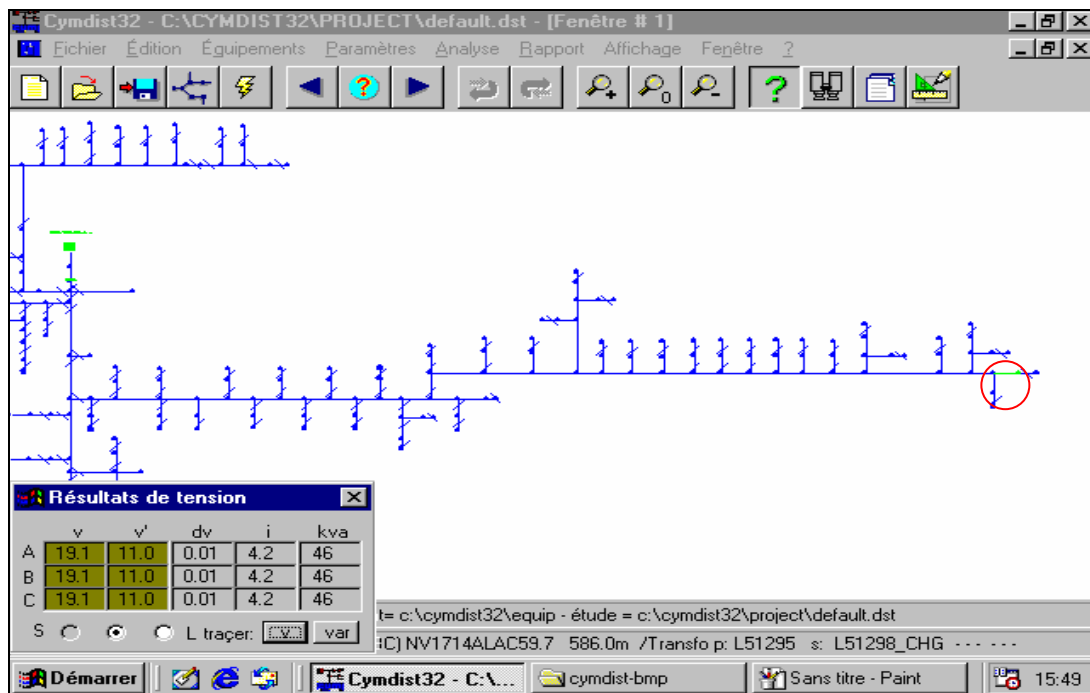 Cymdist32 - C:\CYMDIST32\PROJECT\default.dst - [Fenêtre # 1]
Fichier Édition Équipements Paramètres Analyse Rapport Affichage Fenêtre ?
Résultats de tension
v v' dv i kva
A 19.1 11.0 0.01 4.2 46
B 19.1 11.0 0.01 4.2 46
C 19.1 11.0 0.01 4.2 46
S L traçer: v var
t= c:\cymdist32\equip - étude = c:\cymdist32\project\default.dst
C) NV1714ALAC59.7 586.0m /Transfo p: L51295 s: L51298_CHG --- ---
Démarrer Cymdist32 - C:\... cymdist-bmp Sans titre - Paint 15:49